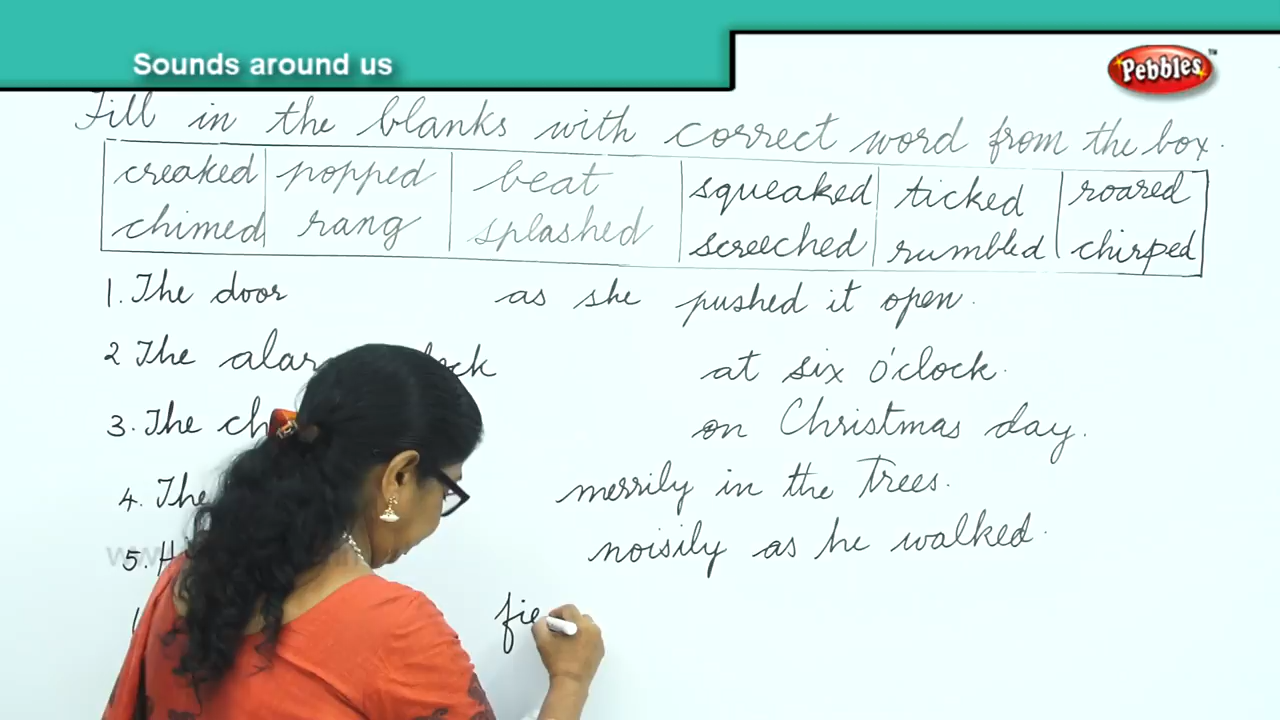 Sounds around us
Pebbles
Fill in the blanks with correct word from the box.
creaked popped beat squeaked ticked roared
chimed rang splashed screeched rumbled chirped
1. The door as she pushed it open.
2 The clock at six o'clock.
3. The on Christmas day.
4. The merrily in the trees.
5. noisily as he walked.